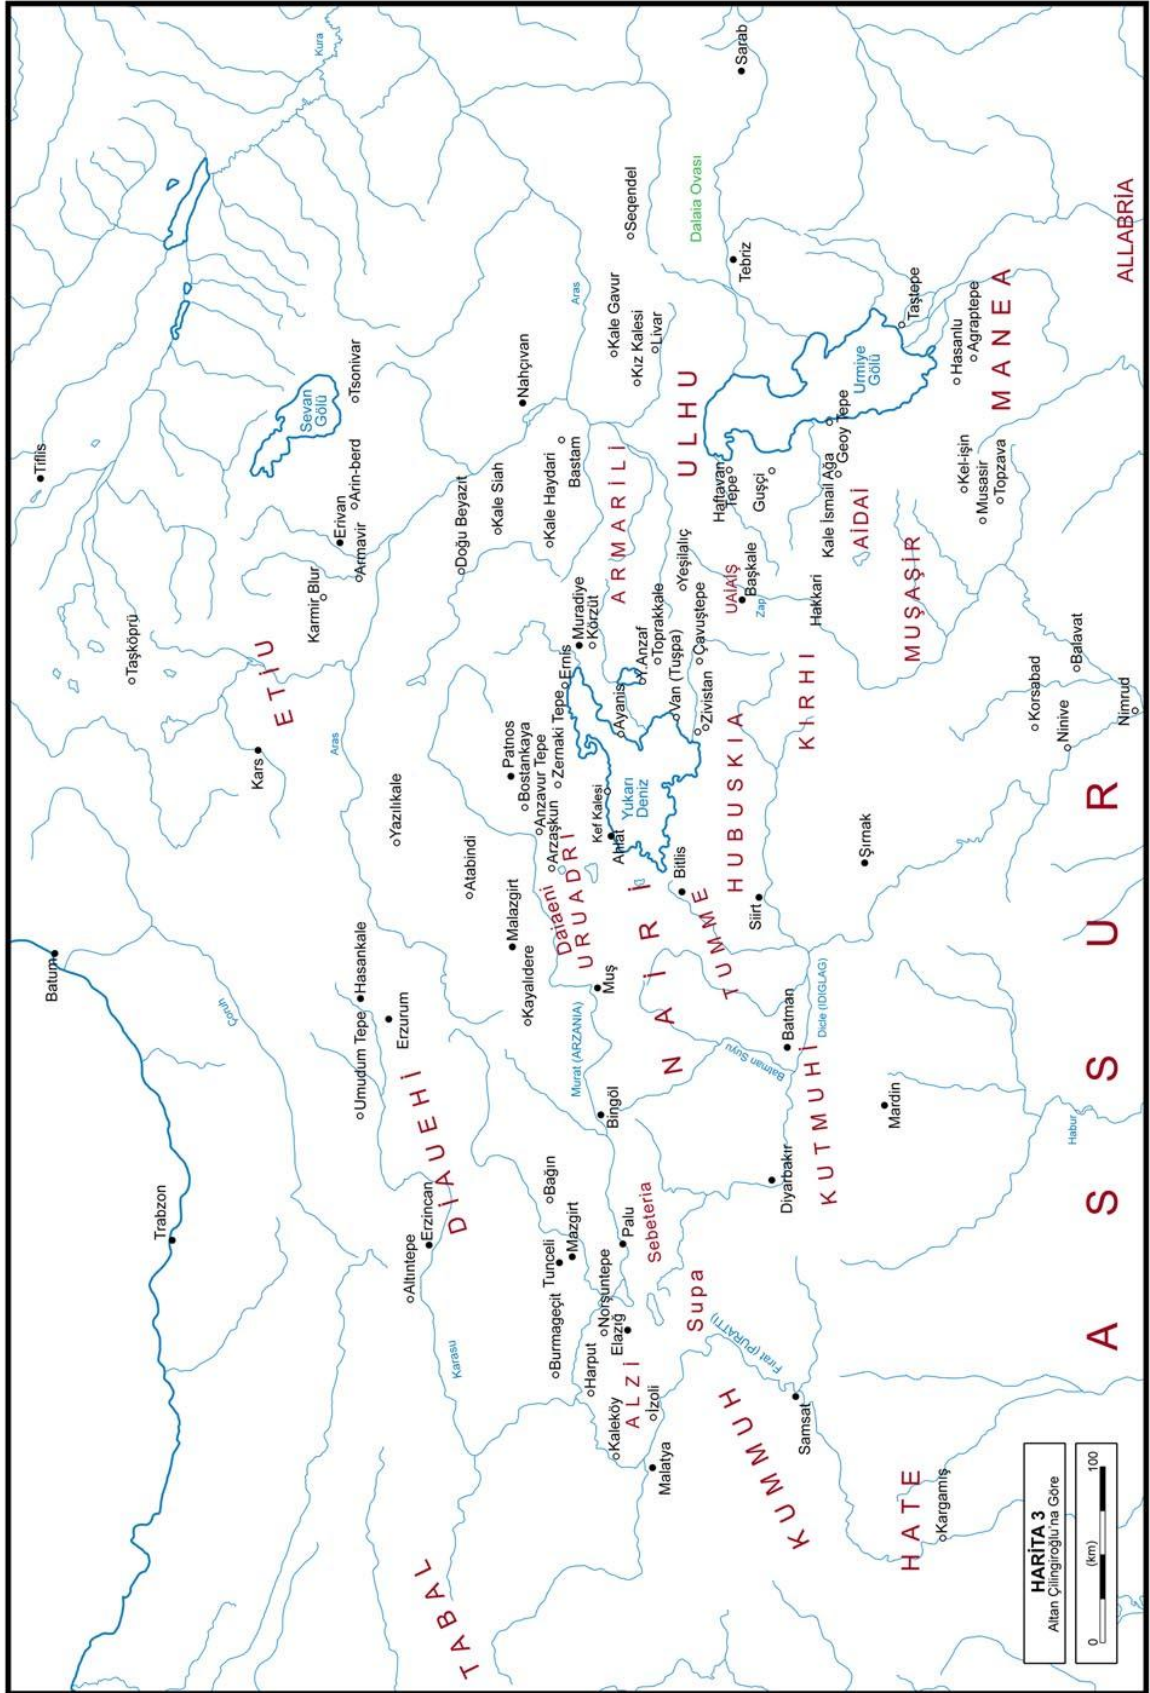 Batum
Trabzon
Tiflis
Kura
Çoruh
Taşköprü
Kars
ETİU
Karmir Blur
Erivan
Armavir
Arin-berd
Sevan
Gölü
Tsonivar
Aras
Umudum Tepe
Hasankale
Erzurum
Yazılıkale
Altıntepe
Erzincan
DİAUEHİ
Karasu
TABAL
Atabindi
Doğu Beyazıt
Kale Siah
Nahçıvan
Malazgirt
Kayalıdere
Patnos
Bostankaya
Anzavur Tepe
Zernaki Tepe
Arzaşkun
Ernis
Muradiye
Körzüt
Kale Haydari
Bastam
Aras
Bağın
Mazgirt
Tunceli
Burmageçit
Harput
Norşuntepe
Elazığ
Palu
Kaleköy
ALZİ
İzoli
Malatya
Murat (ARZANIA)
Bingöl
Muş
Daiaeni
URUADRI
Kef Kalesi
Ahlat
Yukarı
Deniz
Ayanis
Y.Anzaf
Toprakkale
Van (Tuşpa)
Zivistan
Çavuştepe
Yeşilalıç
ARMARILİ
Kale Gavur
Kız Kalesi
Livar
Seqendel
Sarab
Dalaia Ovası
Tebriz
ULHU
Sebeteria
Supa
NAİRİ
Bitlis
TUMME
HUBUSKIA
Siirt
UAİAİS
Başkale
Zap
Haftavan
Tepe
Guşçi
Urmiye
Gölü
Taştepe
Geoy Tepe
Kale İsmail Ağa
AİDAİ
Hakkari
KIRHI
Batman Suyu
Batman
Dicle (IDIGLAG)
Diyarbakır
KUTMUHİ
Fırat (PURATTI)
Samsat
KUMMUH
Mardin
Şırnak
MUŞAŞİR
Hasanlu
Agraptepe
MANEA
Kel-işin
Musasir
Topzava
ALLABRİA
HATE
Kargamış
Habur
Korsabad
Ninive
Balavat
Nimrud
ASSUR
HARİTA 3
Altan Çilingiroğlu'na Göre
0 (km) 100